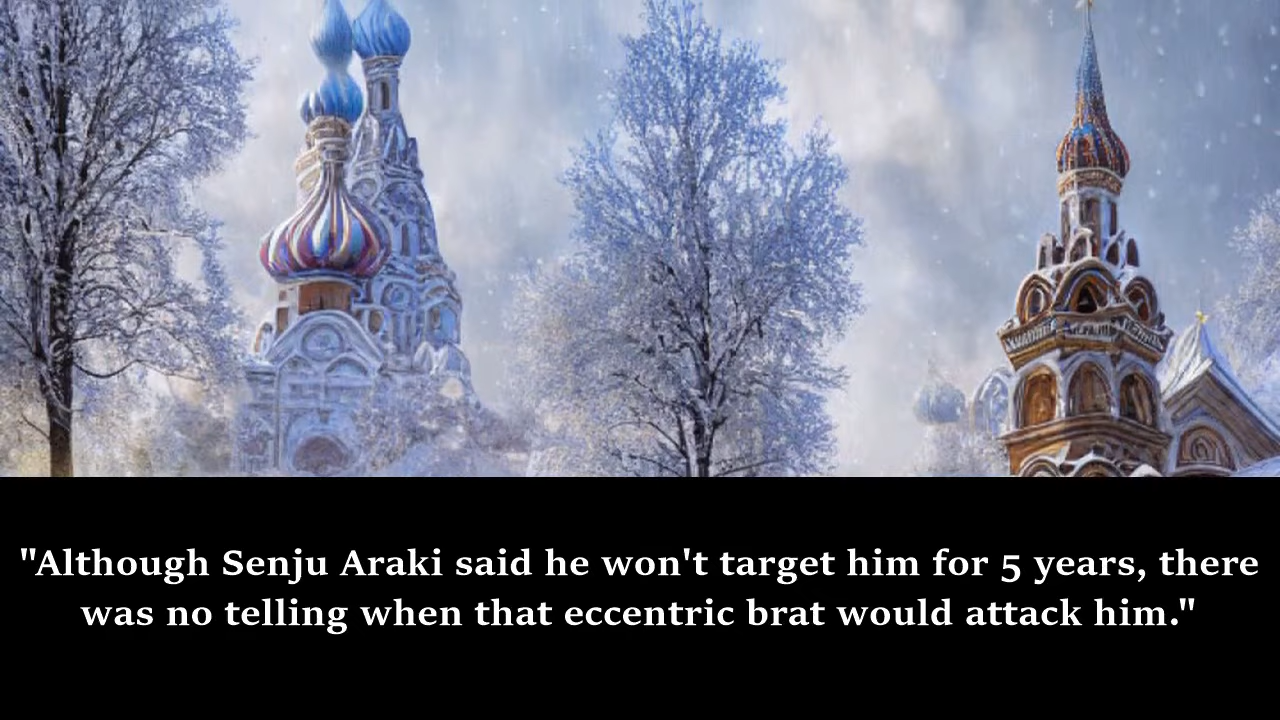 "Although Senju Araki said he won't target him for 5 years, there
was no telling when that eccentric brat would attack him."